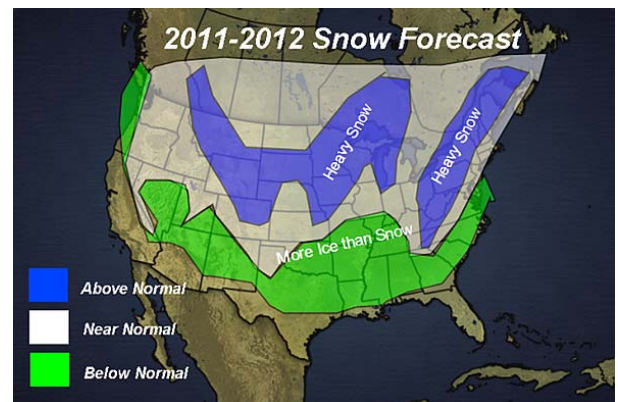 2011-2012 Snow Forecast
Heavy Snow
Heavy Snow
More Ice than Snow
Above Normal
Near Normal
Below Normal